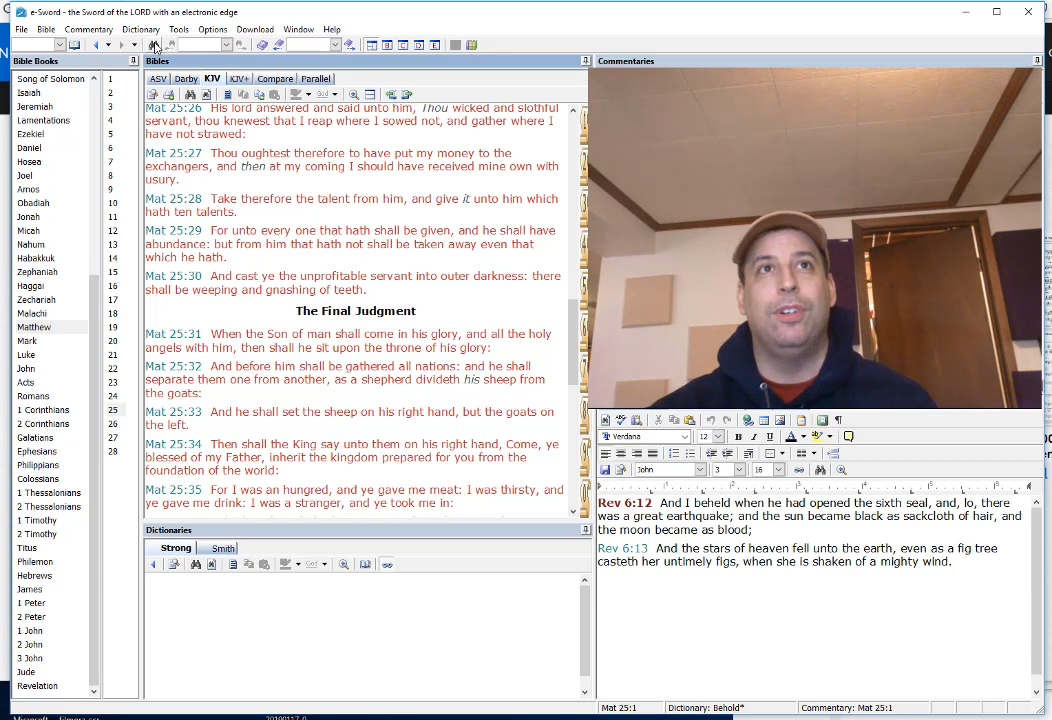 e-Sword - the Sword of the LORD with an electronic edge
File Bible Commentary Dictionary Tools Options Download Window Help
Bible Books
Bibles
Commentaries
Song of Solomon
Isaiah
Jeremiah
Lamentations
Ezekiel
Daniel
Hosea
Joel
Amos
Obadiah
Jonah
Micah
Nahum
Habakkuk
Zephaniah
Haggai
Zechariah
Malachi
Matthew
Mark
Luke
John
Acts
Romans
1 Corinthians
2 Corinthians
Galatians
Ephesians
Philippians
Colossians
1 Thessalonians
2 Thessalonians
1 Timothy
2 Timothy
Titus
Philemon
Hebrews
James
1 Peter
2 Peter
1 John
2 John
3 John
Jude
Revelation
1
2
3
4
5
6
7
8
9
10
11
12
13
14
15
16
17
18
19
20
21
22
23
24
25
26
27
28
ASV Darby KJV KJV+ Compare Parallel
Mat 25:26 His lord answered and said unto him, Thou wicked and slothful
servant, thou knewest that I reap where I sowed not, and gather where I
have not strawed:
Mat 25:27 Thou oughtest therefore to have put my money to the
exchangers, and then at my coming I should have received mine own with
usury.
Mat 25:28 Take therefore the talent from him, and give it unto him which
hath ten talents.
Mat 25:29 For unto every one that hath shall be given, and he shall have
abundance: but from him that hath not shall be taken away even that
which he hath.
Mat 25:30 And cast ye the unprofitable servant into outer darkness: there
shall be weeping and gnashing of teeth.
The Final Judgment
Mat 25:31 When the Son of man shall come in his glory, and all the holy
angels with him, then shall he sit upon the throne of his glory:
Mat 25:32 And before him shall be gathered all nations: and he shall
separate them one from another, as a shepherd divideth his sheep from
the goats:
Mat 25:33 And he shall set the sheep on his right hand, but the goats on
the left.
Mat 25:34 Then shall the King say unto them on his right hand, Come, ye
blessed of my Father, inherit the kingdom prepared for you from the
foundation of the world:
Mat 25:35 For I was an hungred, and ye gave me meat: I was thirsty, and
ye gave me drink: I was a stranger, and ye took me in:
Dictionaries
Strong Smith
Verdana 12 B I U A
John 3 16
1 2 3 4 5 6
Rev 6:12 And I beheld when he had opened the sixth seal, and, lo, there
was a great earthquake; and the sun became black as sackcloth of hair, and
the moon became as blood;
Rev 6:13 And the stars of heaven fell unto the earth, even as a fig tree
casteth her untimely figs, when she is shaken of a mighty wind.
Mat 25:1 Dictionary: Behold* Commentary: Mat 25:1